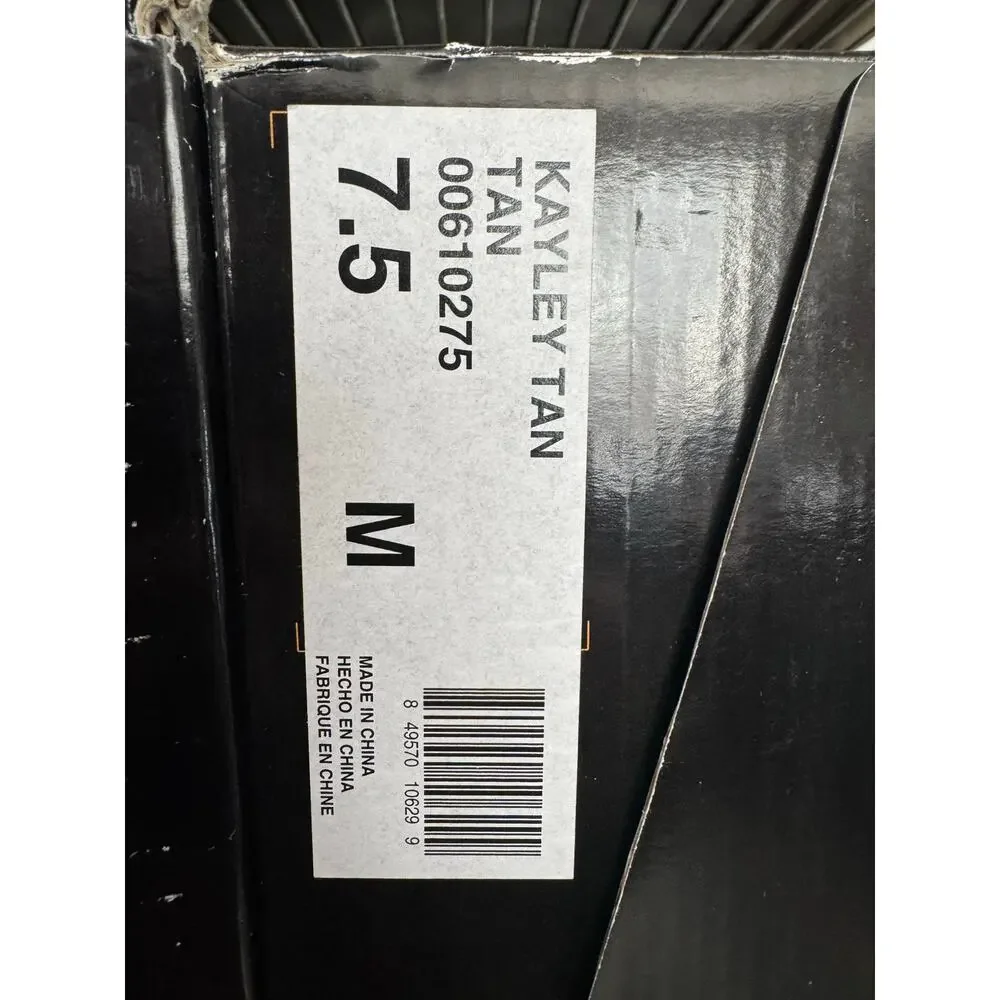 KAYLEY TAN
TAN
00610275
7.5 M
MADE IN CHINA
HECHO EN CHINA
FABRIQUE EN CHINE
8 49570 10629 9